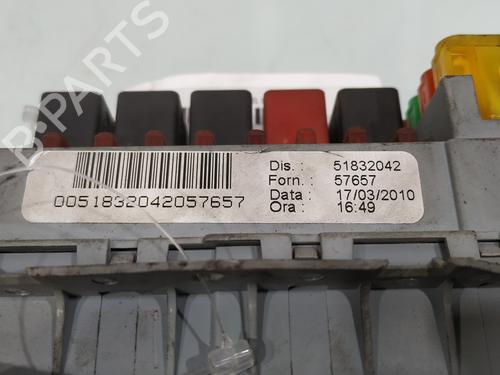 B-PARTS
Dis. : 51832042
Forn. : 57657
Data : 17/03/2010
Ora : 16:49
0051832042057657